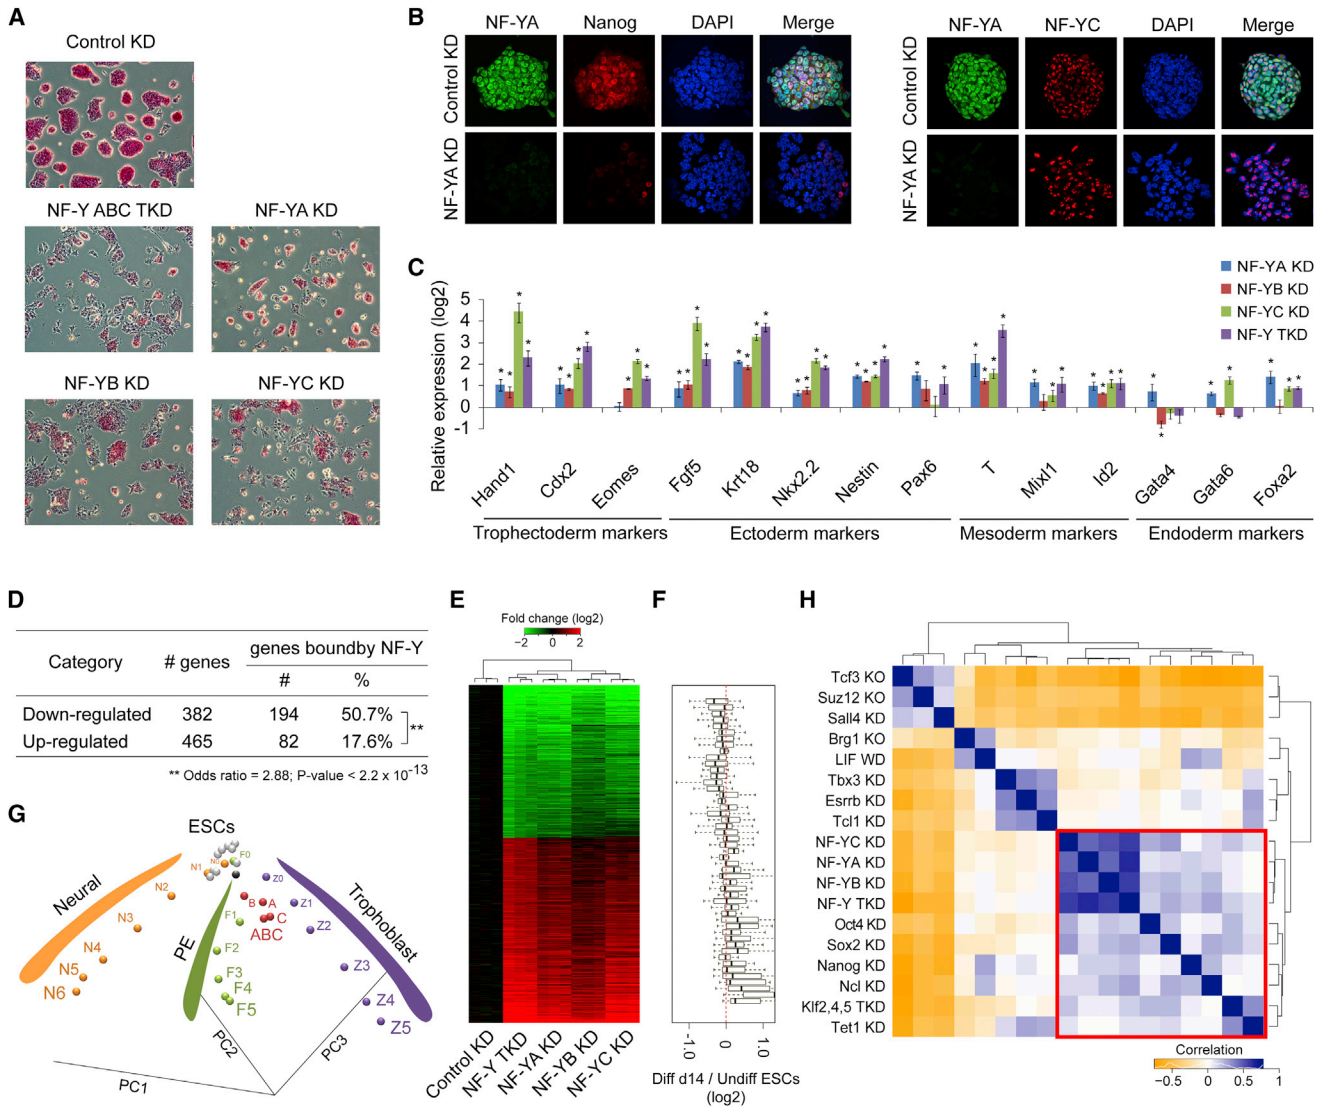 A
Control KD
NF-Y ABC TKD
NF-YA KD
NF-YB KD
NF-YC KD
B
NF-YA
Nanog
DAPI
Merge
Control KD
NF-YA KD
NF-YA
NF-YC
DAPI
Merge
Control KD
NF-YA KD
C
NF-YA KD
NF-YB KD
NF-YC KD
NF-Y TKD
Relative expression (log2)
5
4
3
2
1
0
-1
Hand1
Cdx2
Eomes
Fgf5
Krt18
Nkx2.2
Nestin
Pax6
T
Mixl1
Id2
Gata4
Gata6
Foxa2
Trophectoderm markers
Ectoderm markers
Mesoderm markers
Endoderm markers
D
Category
# genes
genes boundby NF-Y
#
%
Down-regulated 382 194 50.7%
Up-regulated 465 82 17.6%
**
** Odds ratio = 2.88; P-value < 2.2 x 10-13
E
Fold change (log2)
−2 0 2
Control KD
NF-Y TKD
NF-YA KD
NF-YB KD
NF-YC KD
F
-1.0
0
1.0
Diff d14 / Undiff ESCs
(log2)
G
ESCs
Neural
PE
Trophoblast
N1
N0
F0
N2
N3
N4
N5
N6
Z0
Z1
Z2
Z3
Z4
Z5
B
A
C
ABC
F1
F2
F3
F4
F5
PC1
PC2
PC3
H
Tcf3 KO
Suz12 KO
Sall4 KD
Brg1 KO
LIF WD
Tbx3 KD
Esrrb KD
Tcl1 KD
NF-YC KD
NF-YA KD
NF-YB KD
NF-Y TKD
Oct4 KD
Sox2 KD
Nanog KD
Ncl KD
Klf2,4,5 TKD
Tet1 KD
Correlation
−0.5 0 0.5 1